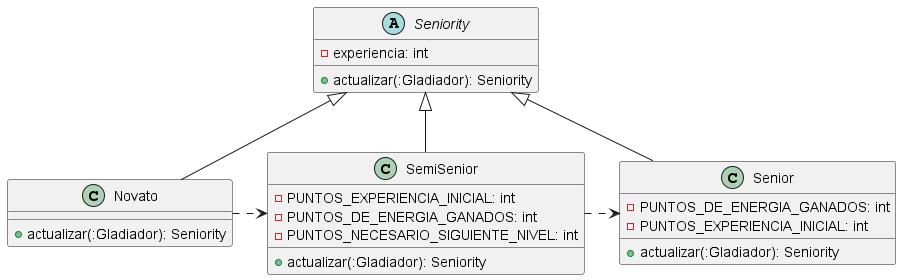 A Seniority
experiencia: int
actualizar(:Gladiador): Seniority
C Novato
actualizar(:Gladiador): Seniority
C SemiSenior
PUNTOS_EXPERIENCIA_INICIAL: int
PUNTOS_DE_ENERGIA_GANADOS: int
PUNTOS_NECESARIO_SIGUIENTE_NIVEL: int
actualizar(:Gladiador): Seniority
C Senior
PUNTOS_DE_ENERGIA_GANADOS: int
PUNTOS_EXPERIENCIA_INICIAL: int
actualizar(:Gladiador): Seniority